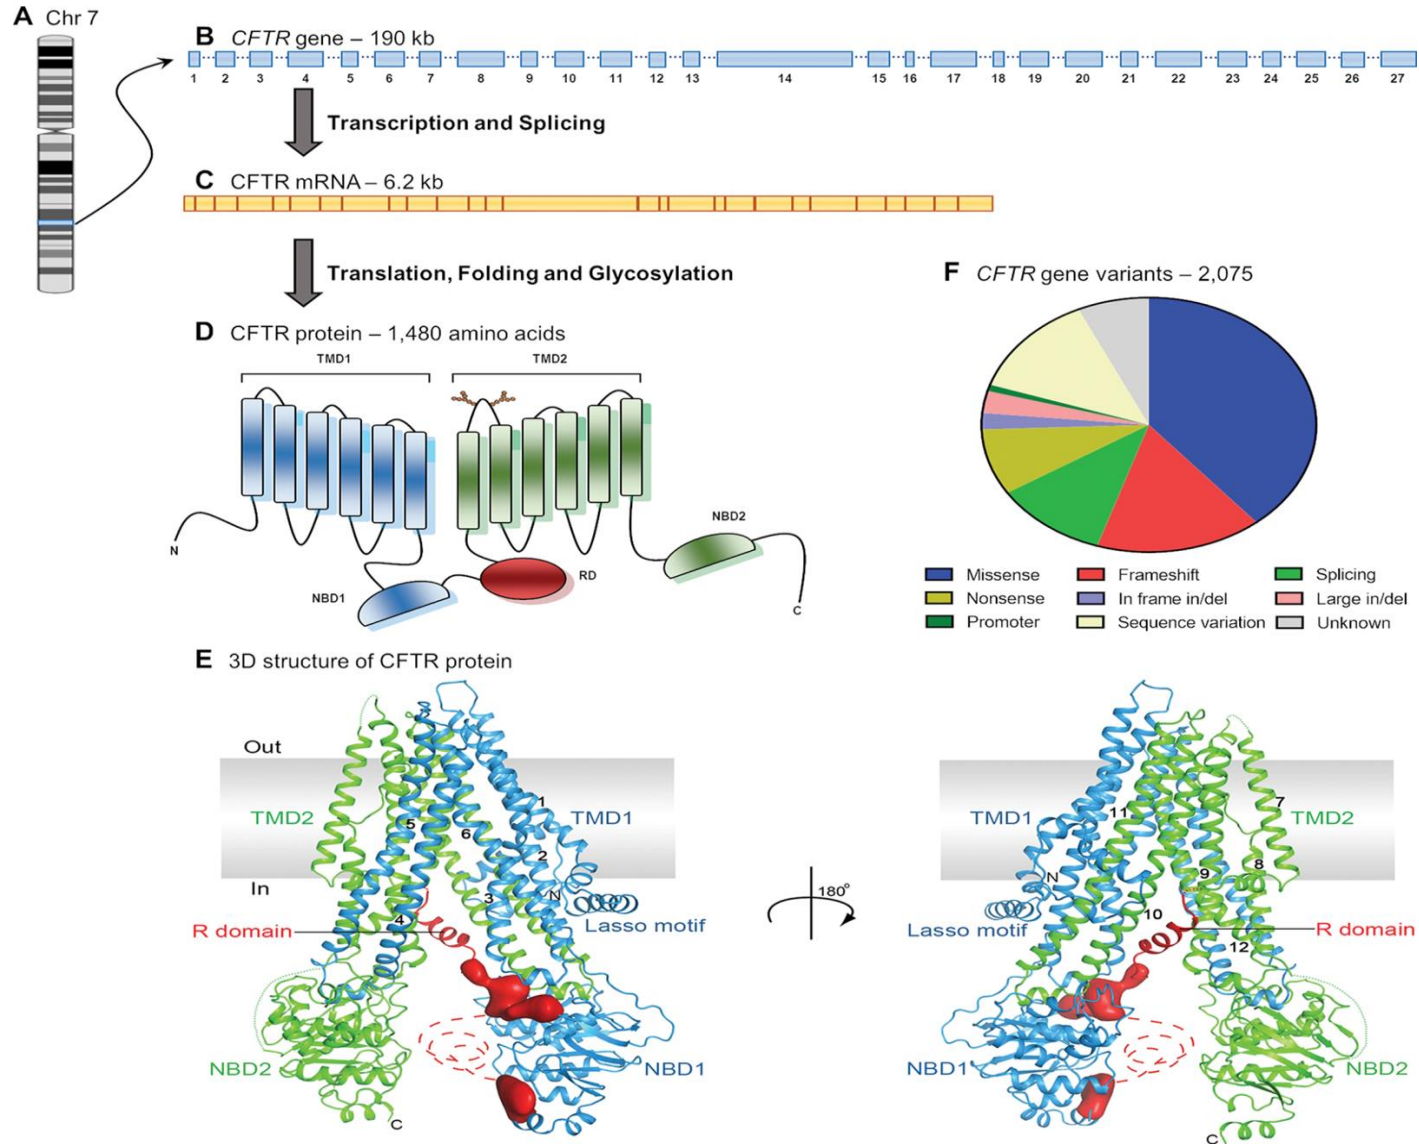 A Chr 7
B CFTR gene – 190 kb
1 2 3 4 5 6 7 8 9 10 11 12 13 14 15 16 17 18 19 20 21 22 23 24 25 26 27
Transcription and Splicing
C CFTR mRNA – 6.2 kb
Translation, Folding and Glycosylation
D CFTR protein – 1,480 amino acids
TMD1 TMD2
N NBD1 RD NBD2 C
F CFTR gene variants – 2,075
Missense Frameshift Splicing
Nonsense In frame in/del Large in/del
Promoter Sequence variation Unknown
E 3D structure of CFTR protein
Out
TMD2 5 6 1 TMD1
2
In
3 N
4 Lasso motif
R domain
NBD2 NBD1
C
180°
TMD1 11 7 TMD2
N 9 8
Lasso motif 10
12 R domain
NBD1 NBD2
C